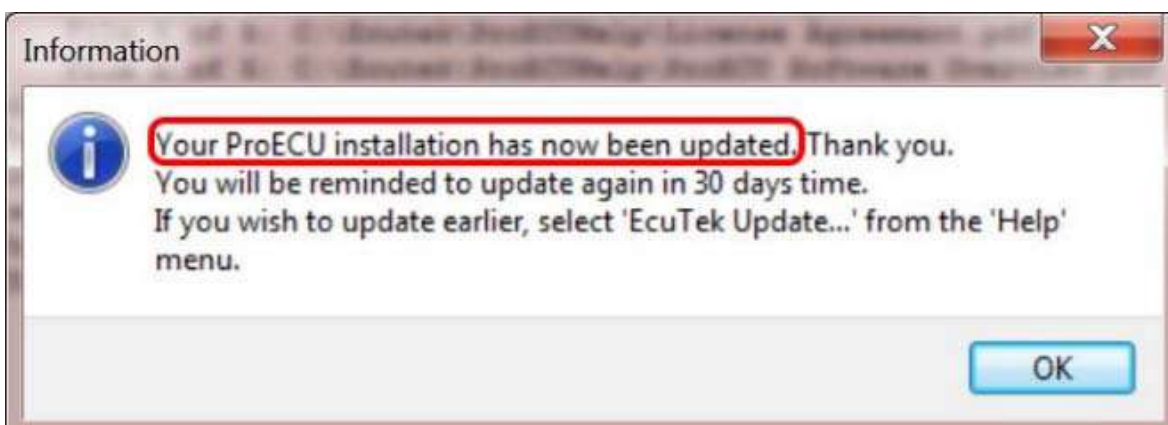 Information
Your ProECU installation has now been updated. Thank you.
You will be reminded to update again in 30 days time.
If you wish to update earlier, select 'EcuTek Update...' from the 'Help'
menu.
OK